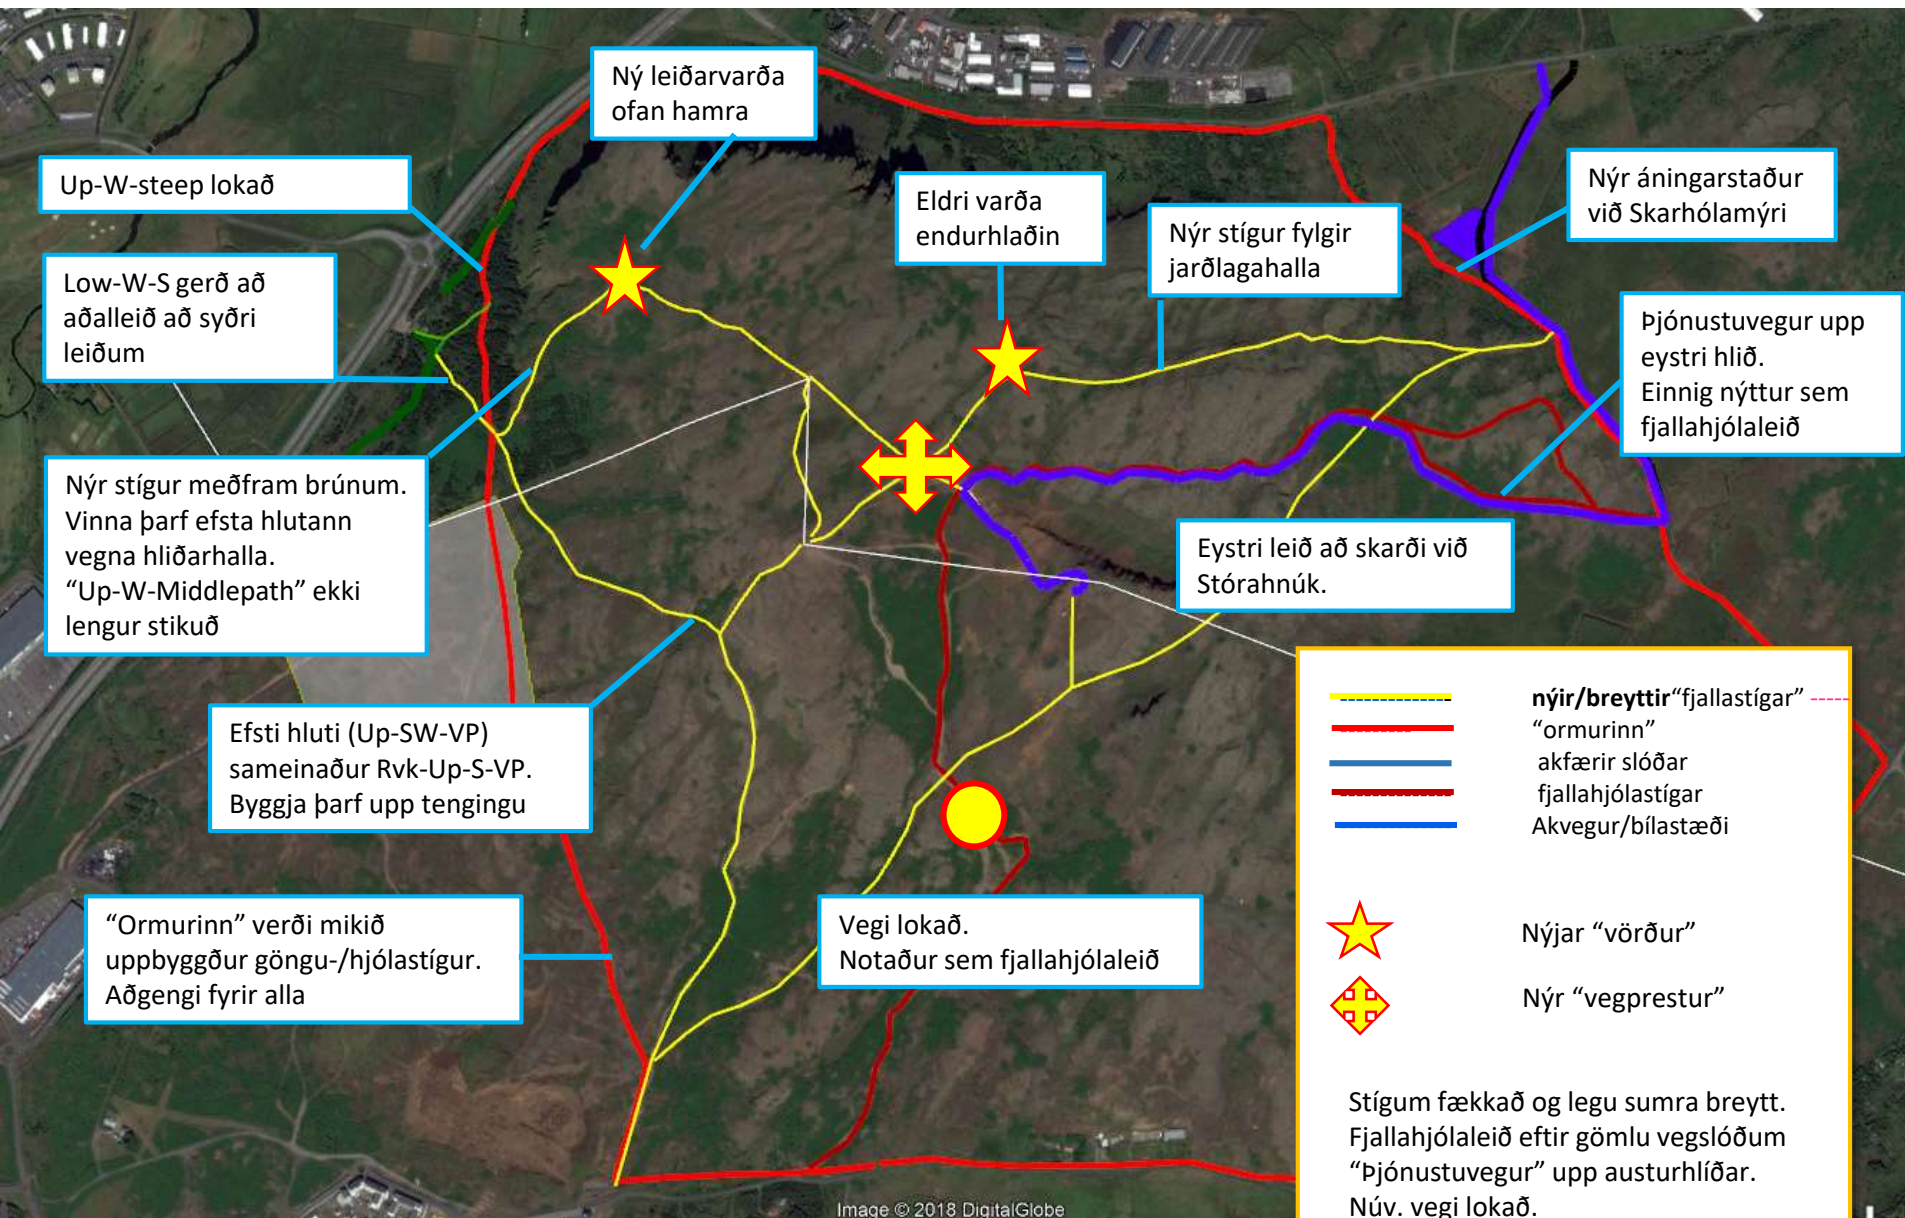 Ný leiðarvarða
ofan hamra
Up-W-steep lokað
Eldri varða
endurhlaðin
Nýr stígur fylgir
jarðlagahalla
Nýr áningarstaður
við Skarhólamýri
Low-W-S gerð að
aðalleið að syðri
leiðum
Þjónustuvegur upp
eystri hlið.
Einnig nýttur sem
fjallahjólaleið
Nýr stígur meðfram brúnum.
Vinna þarf efsta hlutann
vegna hliðarhalla.
“Up-W-Middlepath” ekki
lengur stikuð
Eystri leið að skarði við
Stórahnúk.
Efsti hluti (Up-SW-VP)
sameinaður Rvk-Up-S-VP.
Byggja þarf upp tengingu
“Ormurinn” verði mikið
uppbyggður göngu-/hjólastígur.
Aðgengi fyrir alla
Vegi lokað.
Notaður sem fjallahjólaleið
nýir/breyttir“fjallastígar”
“ormurinn”
akfærir slóðar
fjallahjólastígar
Akvegur/bílastæði
Nýjar “vörður”
Nýr “vegprestur”
Stígum fækkað og legu sumra breytt.
Fjallahjólaleið eftir gömlu vegslóðum
“Þjónustuvegur” upp austurhlíðar.
Núv. vegi lokað.
Image © 2018 DigitalGlobe